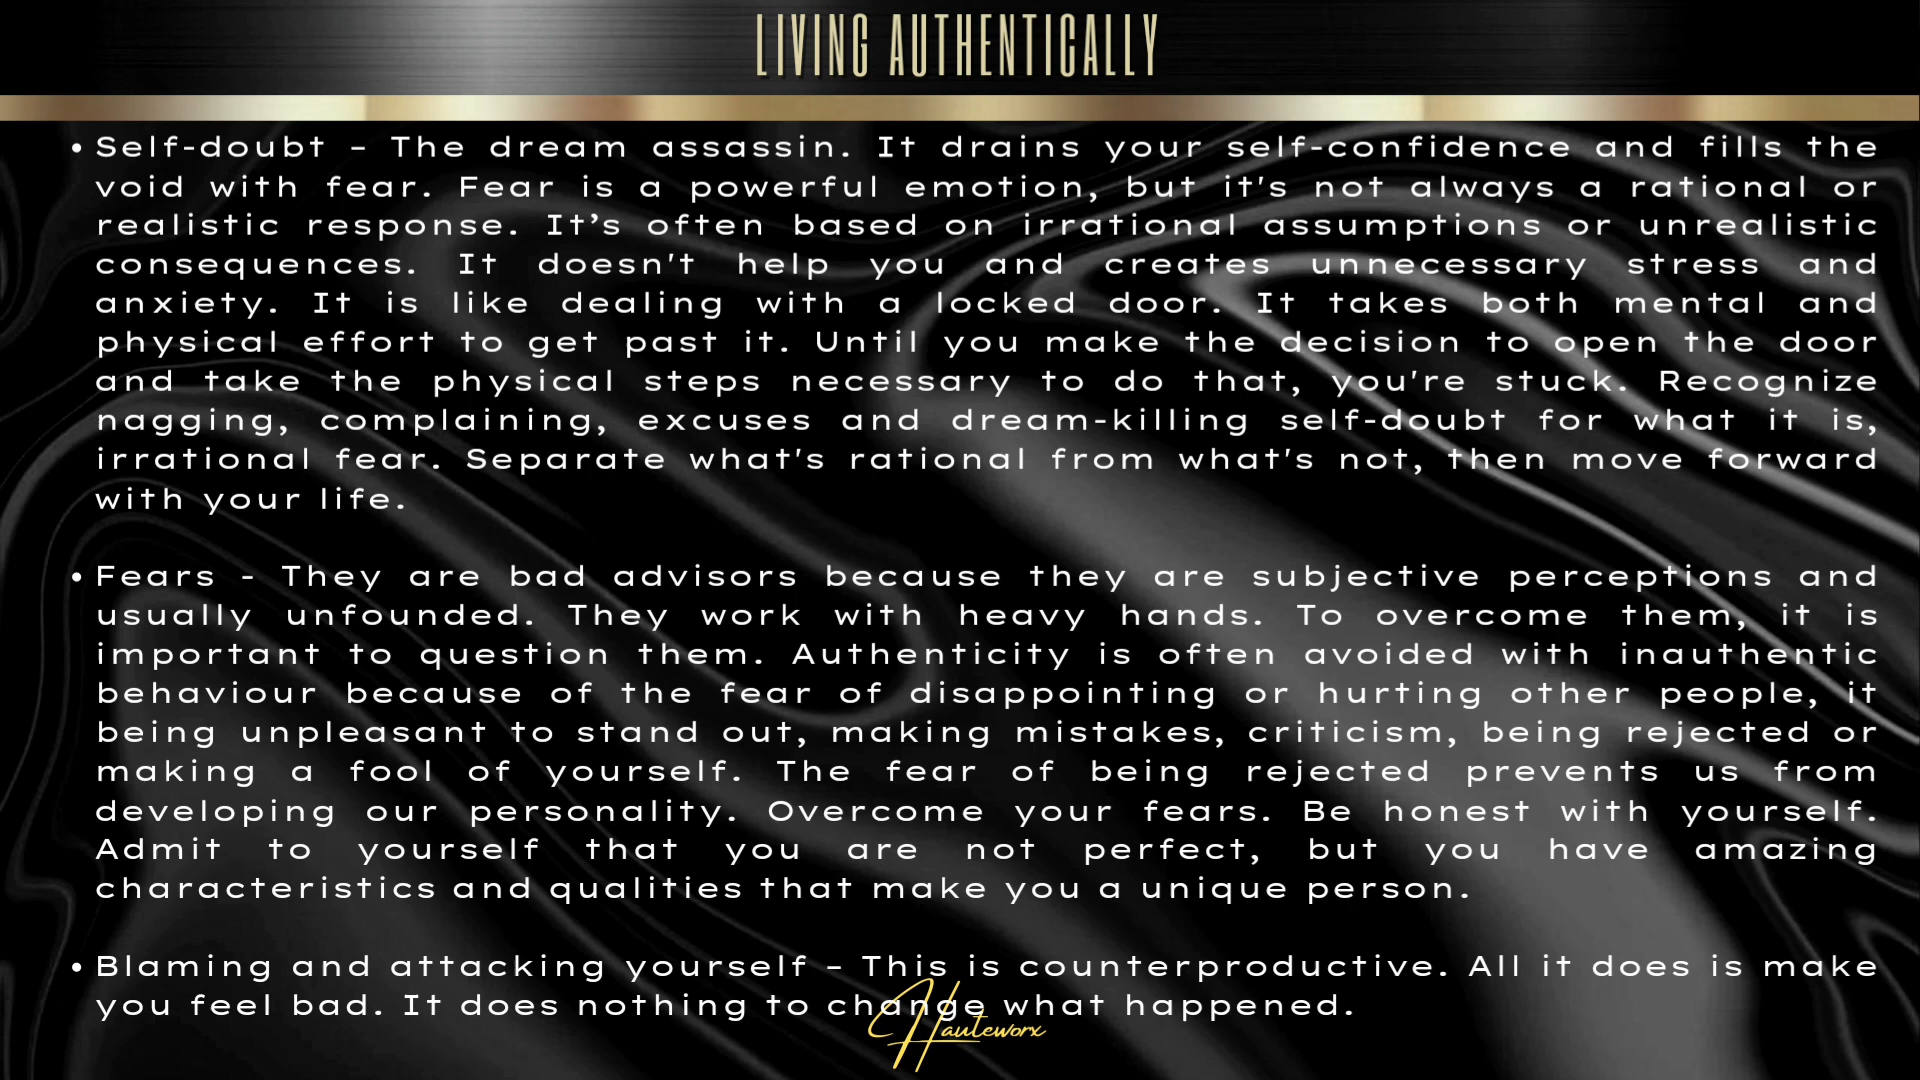 LIVING AUTHENTICALLY
• Self-doubt – The dream assassin. It drains your self-confidence and fills the
void with fear. Fear is a powerful emotion, but it's not always a rational or
realistic response. It’s often based on irrational assumptions or unrealistic
consequences. It doesn't help you and creates unnecessary stress and
anxiety. It is like dealing with a locked door. It takes both mental and
physical effort to get past it. Until you make the decision to open the door
and take the physical steps necessary to do that, you're stuck. Recognize
nagging, complaining, excuses and dream-killing self-doubt for what it is,
irrational fear. Separate what's rational from what's not, then move forward
with your life.
• Fears - They are bad advisors because they are subjective perceptions and
usually unfounded. They work with heavy hands. To overcome them, it is
important to question them. Authenticity is often avoided with inauthentic
behaviour because of the fear of disappointing or hurting other people, it
being unpleasant to stand out, making mistakes, criticism, being rejected or
making a fool of yourself. The fear of being rejected prevents us from
developing our personality. Overcome your fears. Be honest with yourself.
Admit to yourself that you are not perfect, but you have amazing
characteristics and qualities that make you a unique person.
• Blaming and attacking yourself – This is counterproductive. All it does is make
you feel bad. It does nothing to change what happened.
Hauteworx